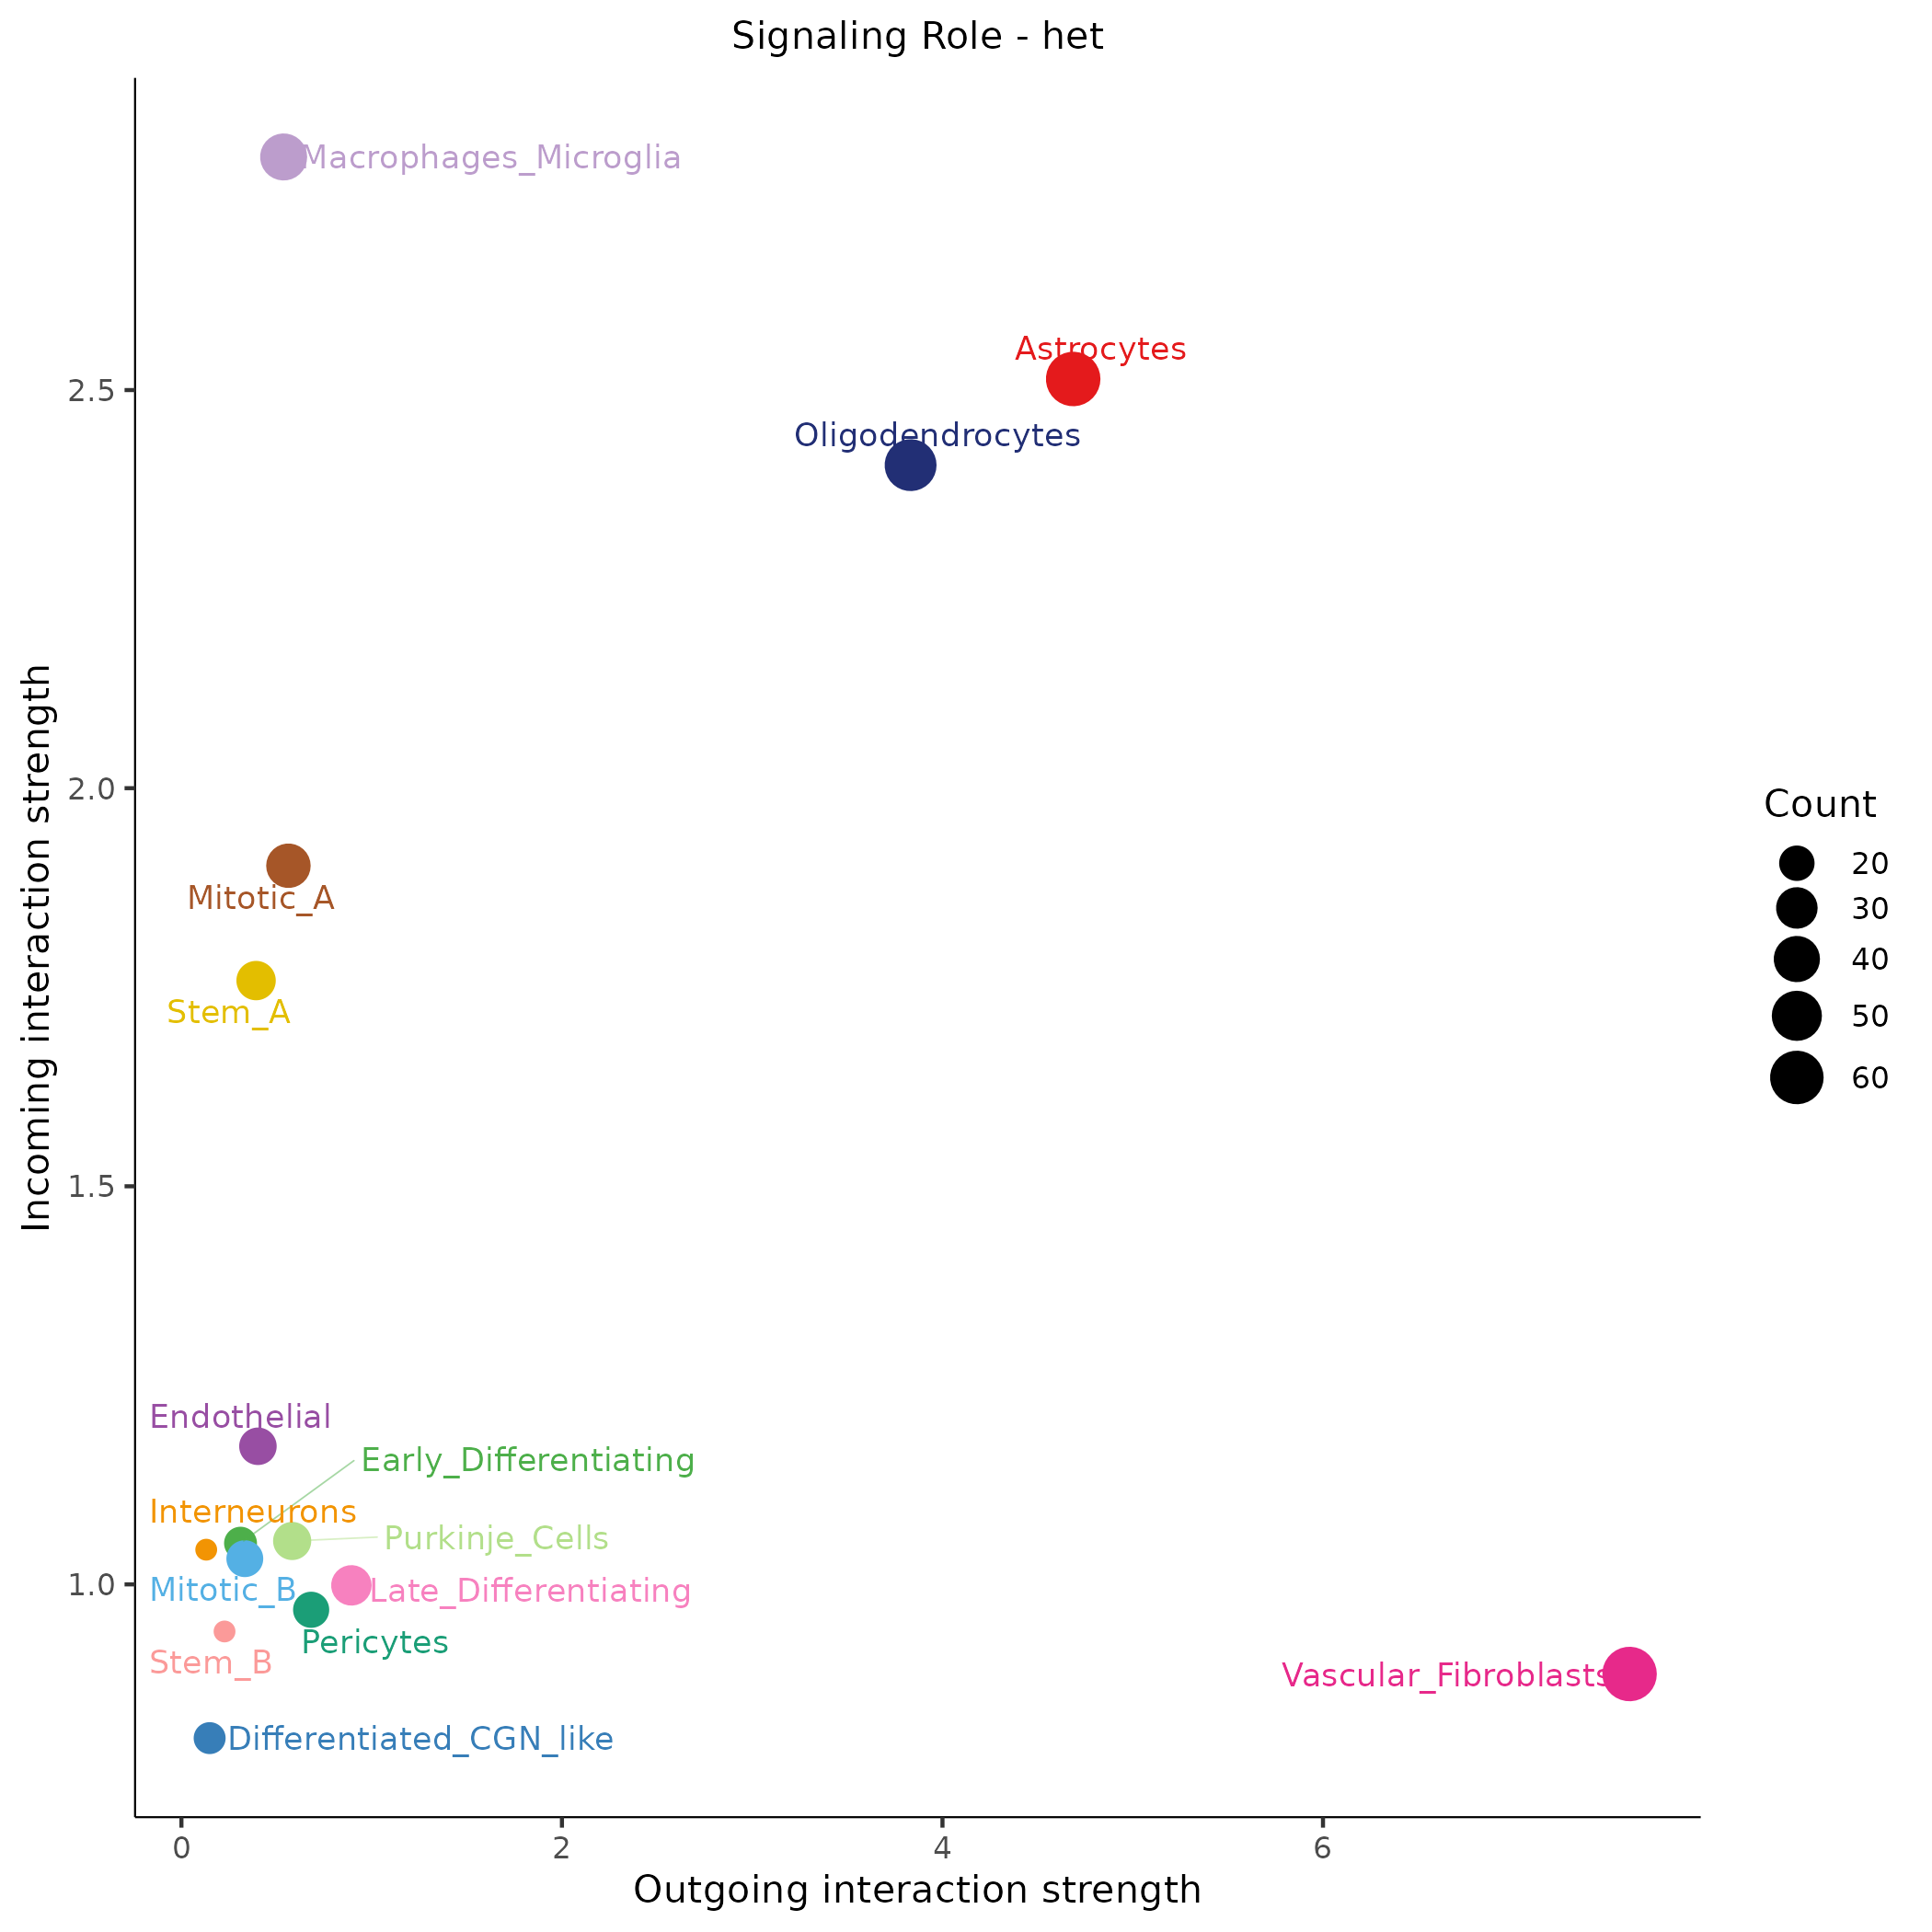 Signaling Role - het
Macrophages_Microglia
Astrocytes
2.5
Oligodendrocytes
2.0
Count
20
30
40
50
60
Mitotic_A
Stem_A
Incoming interaction strength
1.5
Endothelial
Early_Differentiating
Interneurons
Purkinje_Cells
1.0
Mitotic_B
Late_Differentiating
Pericytes
Stem_B
Vascular_Fibroblasts
Differentiated_CGN_like
0
2
4
6
Outgoing interaction strength